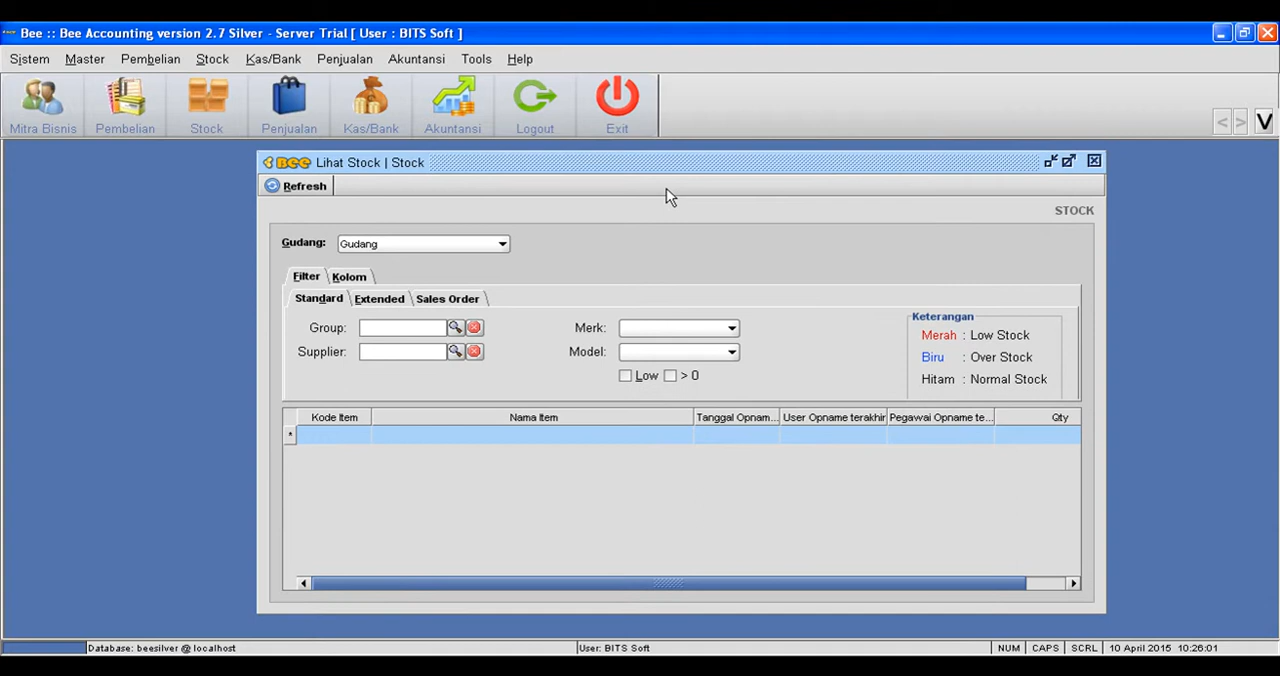 Bee :: Bee Accounting version 2.7 Silver - Server Trial [ User : BITS Soft ]
Sistem Master Pembelian Stock Kas/Bank Penjualan Akuntansi Tools Help
Mitra Bisnis Pembelian Stock Penjualan Kas/Bank Akuntansi Logout Exit
< > V
BEE Lihat Stock | Stock
Refresh
STOCK
Gudang: Gudang
Filter Kolom
Standard Extended Sales Order
Group: Merk:
Supplier: Model:
Low > 0
Keterangan
Merah : Low Stock
Biru : Over Stock
Hitam : Normal Stock
Kode Item Nama Item Tanggal Opnam... User Opname terakhir Pegawai Opname te... Qty
*
Database: beesilver @ localhost User: BITS Soft NUM CAPS SCRL 10 April 2015 10:26:01